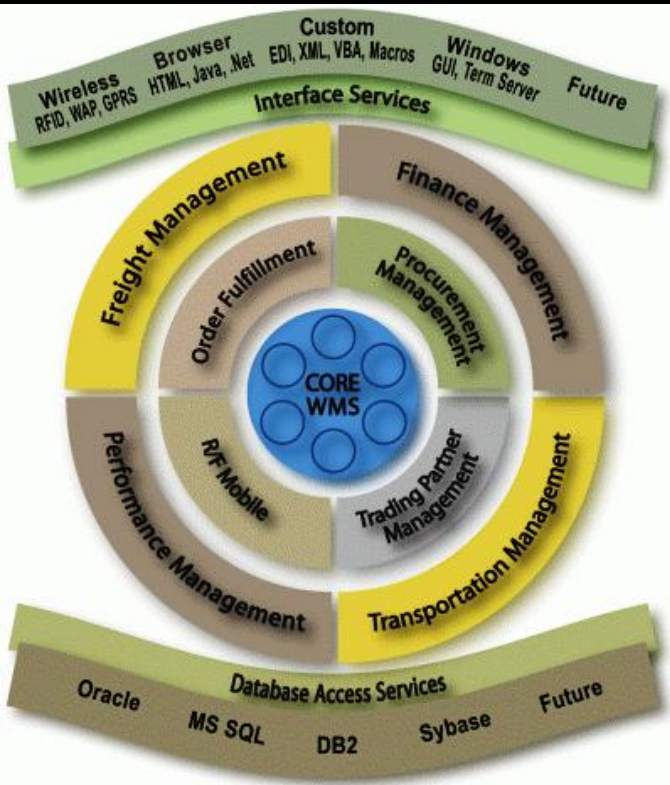 Wireless
RFID, WAP, GPRS
Browser
HTML, Java, .Net
Custom
EDI, XML, VBA, Macros
Windows
GUI, Term Server
Future
Interface Services
Freight Management
Finance Management
Order Fulfillment
Procurement
Management
CORE
WMS
R/F Mobile
Trading Partner
Management
Performance Management
Transportation Management
Database Access Services
Oracle
MS SQL
DB2
Sybase
Future